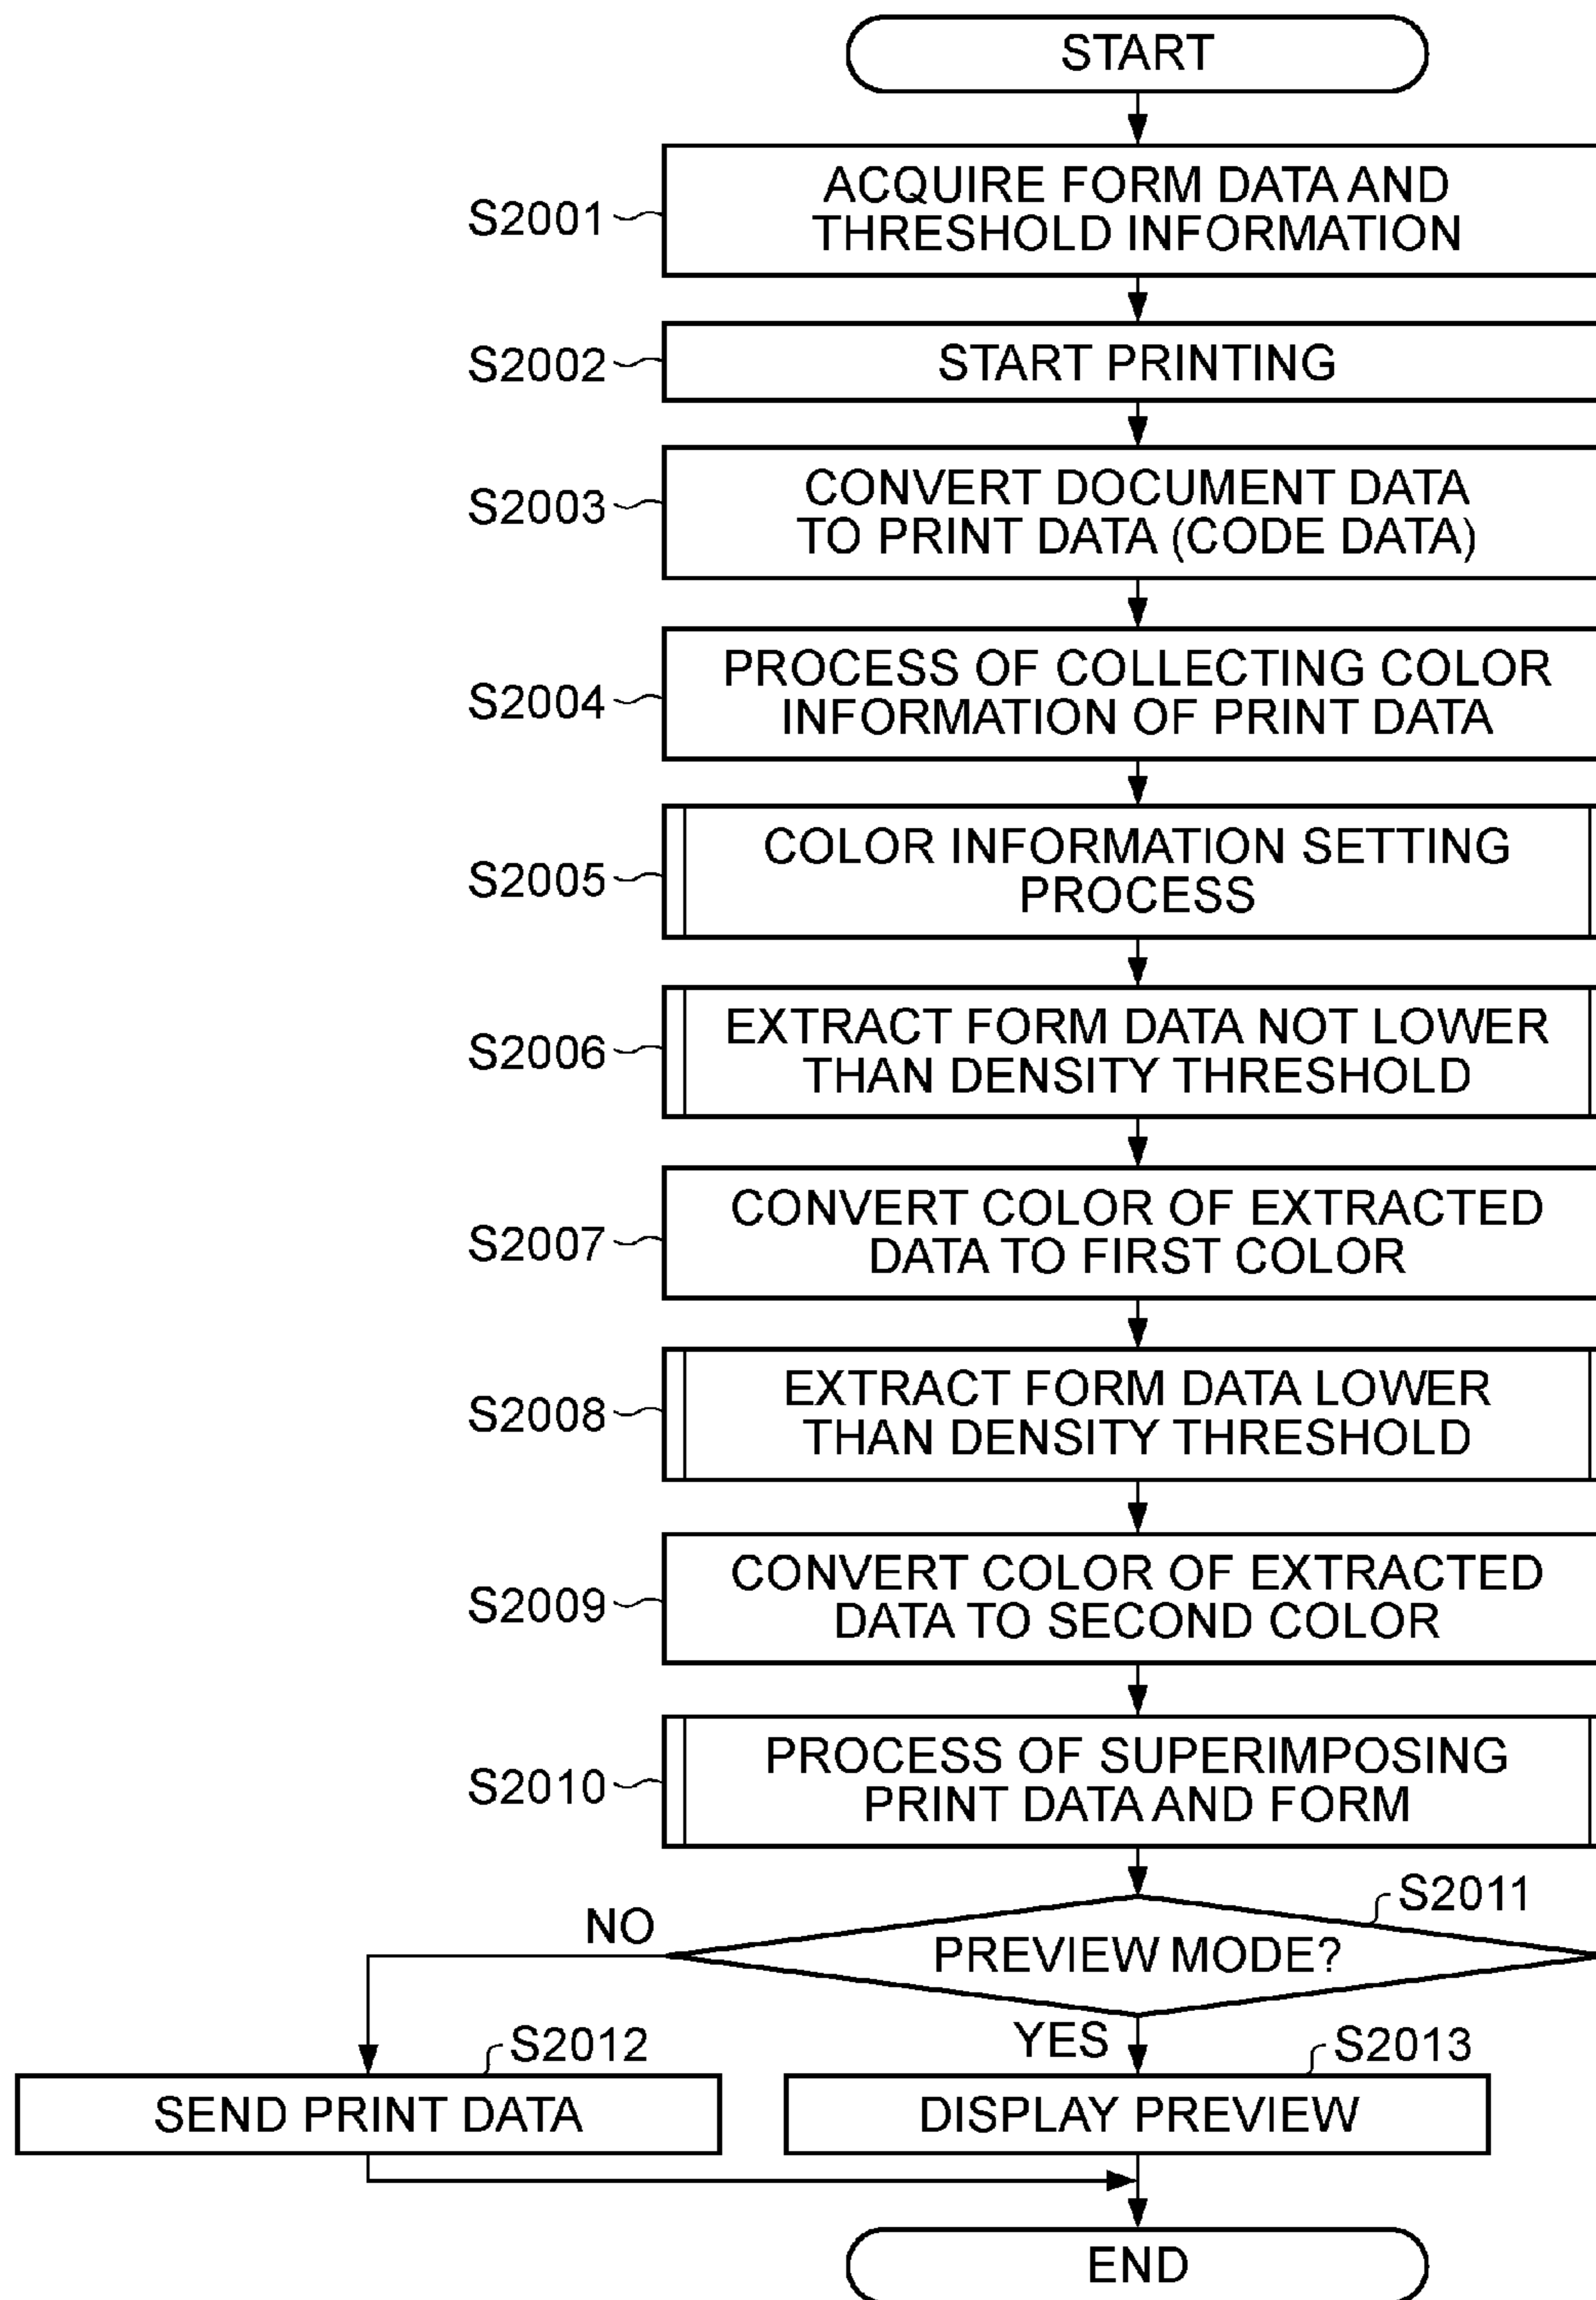 START
S2001
ACQUIRE FORM DATA AND
THRESHOLD INFORMATION
S2002
START PRINTING
S2003
CONVERT DOCUMENT DATA
TO PRINT DATA (CODE DATA)
S2004
PROCESS OF COLLECTING COLOR
INFORMATION OF PRINT DATA
S2005
COLOR INFORMATION SETTING
PROCESS
S2006
EXTRACT FORM DATA NOT LOWER
THAN DENSITY THRESHOLD
S2007
CONVERT COLOR OF EXTRACTED
DATA TO FIRST COLOR
S2008
EXTRACT FORM DATA LOWER
THAN DENSITY THRESHOLD
S2009
CONVERT COLOR OF EXTRACTED
DATA TO SECOND COLOR
S2010
PROCESS OF SUPERIMPOSING
PRINT DATA AND FORM
S2011
NO
PREVIEW MODE?
YES
S2012
SEND PRINT DATA
S2013
DISPLAY PREVIEW
END